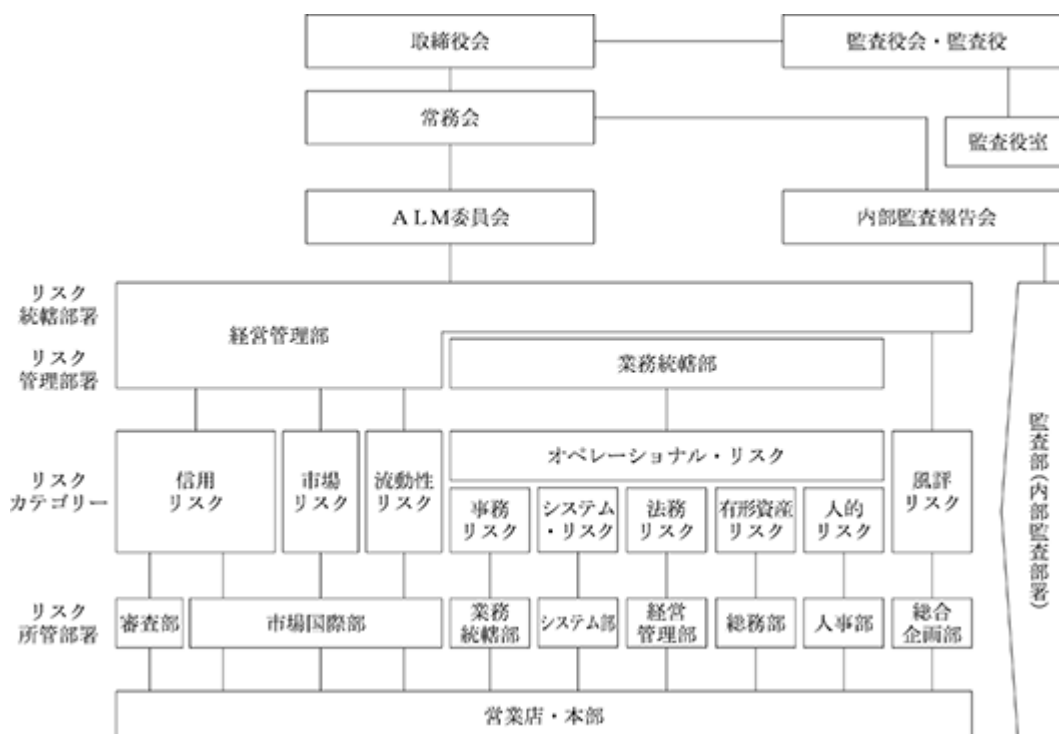 取締役会
監査役会・監査役
常務会
監査役室
ALM委員会
内部監査報告会
リスク
統轄部署
経営管理部
リスク
管理部署
業務統轄部
リスク
カテゴリー
信用
リスク
市場
リスク
流動性
リスク
オペレーショナル・リスク
事務
リスク
システム
・リスク
法務
リスク
有形資産
リスク
人的
リスク
風評
リスク
リスク
所管部署
審査部
市場国際部
業務
統轄部
システム部
経営
管理部
総務部
人事部
総合
企画部
営業店・本部
監査部(内部監査部署)